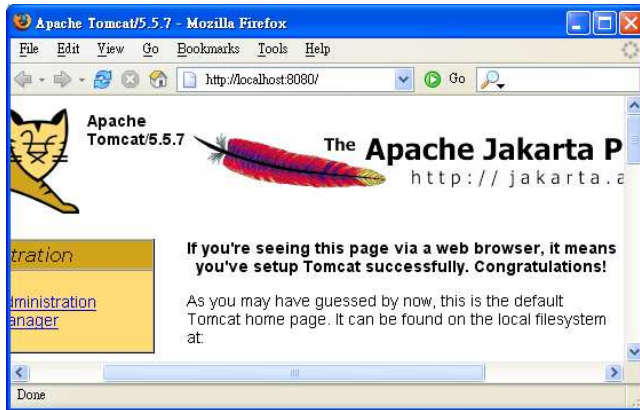 Apache Tomcat/5.5.7 - Mozilla Firefox
File Edit View Go Bookmarks Tools Help
http://localhost:8080/ Go
Apache
Tomcat/5.5.7
The Apache Jakarta P
http://jakarta.a
tration
dministration
anager
If you're seeing this page via a web browser, it means
you've setup Tomcat successfully. Congratulations!
As you may have guessed by now, this is the default
Tomcat home page. It can be found on the local filesystem
at:
Done